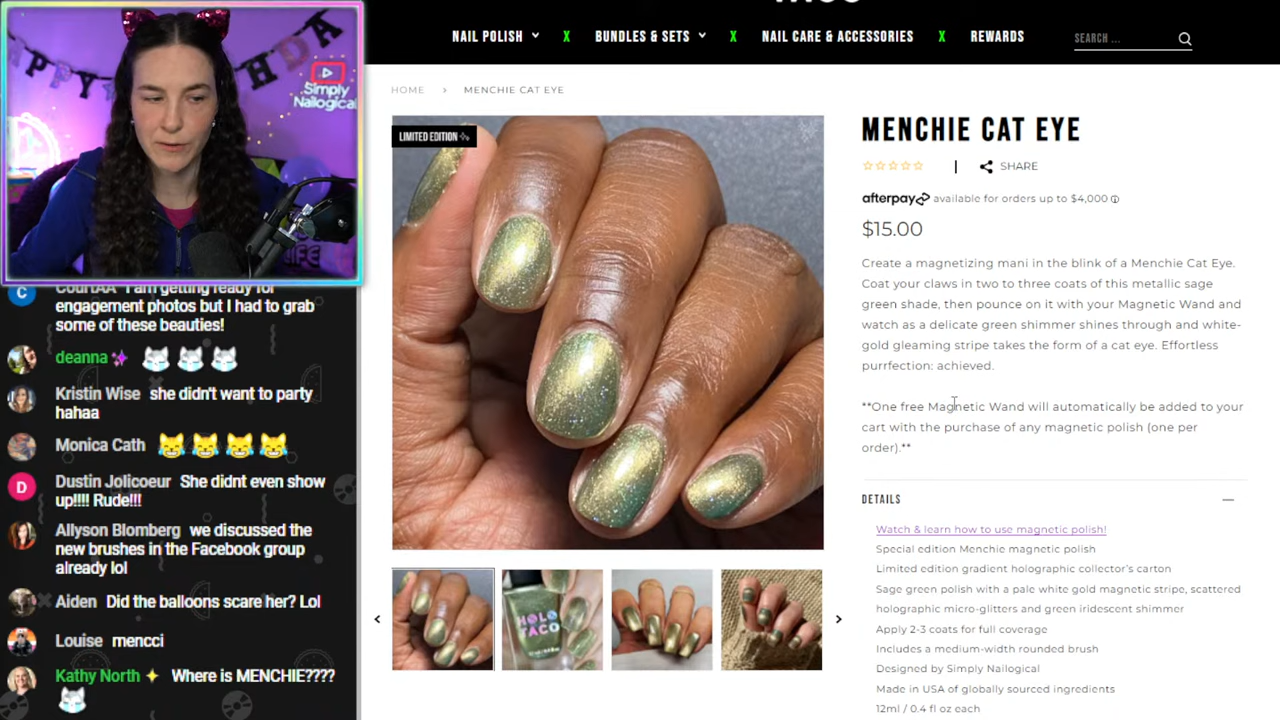 NAIL POLISH
X
BUNDLES & SETS
X
NAIL CARE & ACCESSORIES
X
REWARDS
SEARCH ...
Simply
Nailogical
HOME > MENCHIE CAT EYE
LIMITED EDITION
MENCHIE CAT EYE
| SHARE
afterpay available for orders up to $4,000
$15.00
Create a magnetizing mani in the blink of a Menchie Cat Eye.
Coat your claws in two to three coats of this metallic sage
green shade, then pounce on it with your Magnetic Wand and
watch as a delicate green shimmer shines through and white-
gold gleaming stripe takes the form of a cat eye. Effortless
purrfection: achieved.
**One free Magnetic Wand will automatically be added to your
cart with the purchase of any magnetic polish (one per
order).**
DETAILS
Watch & learn how to use magnetic polish!
Special edition Menchie magnetic polish
Limited edition gradient holographic collector's carton
Sage green polish with a pale white gold magnetic stripe, scattered
holographic micro-glitters and green iridescent shimmer
Apply 2-3 coats for full coverage
Includes a medium-width rounded brush
Designed by Simply Nailogical
Made in USA of globally sourced ingredients
12ml / 0.4 fl oz each
HOLO
TACO
C
CourtAA I am getting ready for
engagement photos but I had to grab
some of these beauties!
deanna
Kristin Wise she didn't want to party
hahaa
Monica Cath
D
Dustin Jolicoeur She didnt even show
up!!!! Rude!!!
Allyson Blomberg we discussed the
new brushes in the Facebook group
already lol
Aiden Did the balloons scare her? Lol
Louise mencci
Kathy North Where is MENCHIE????